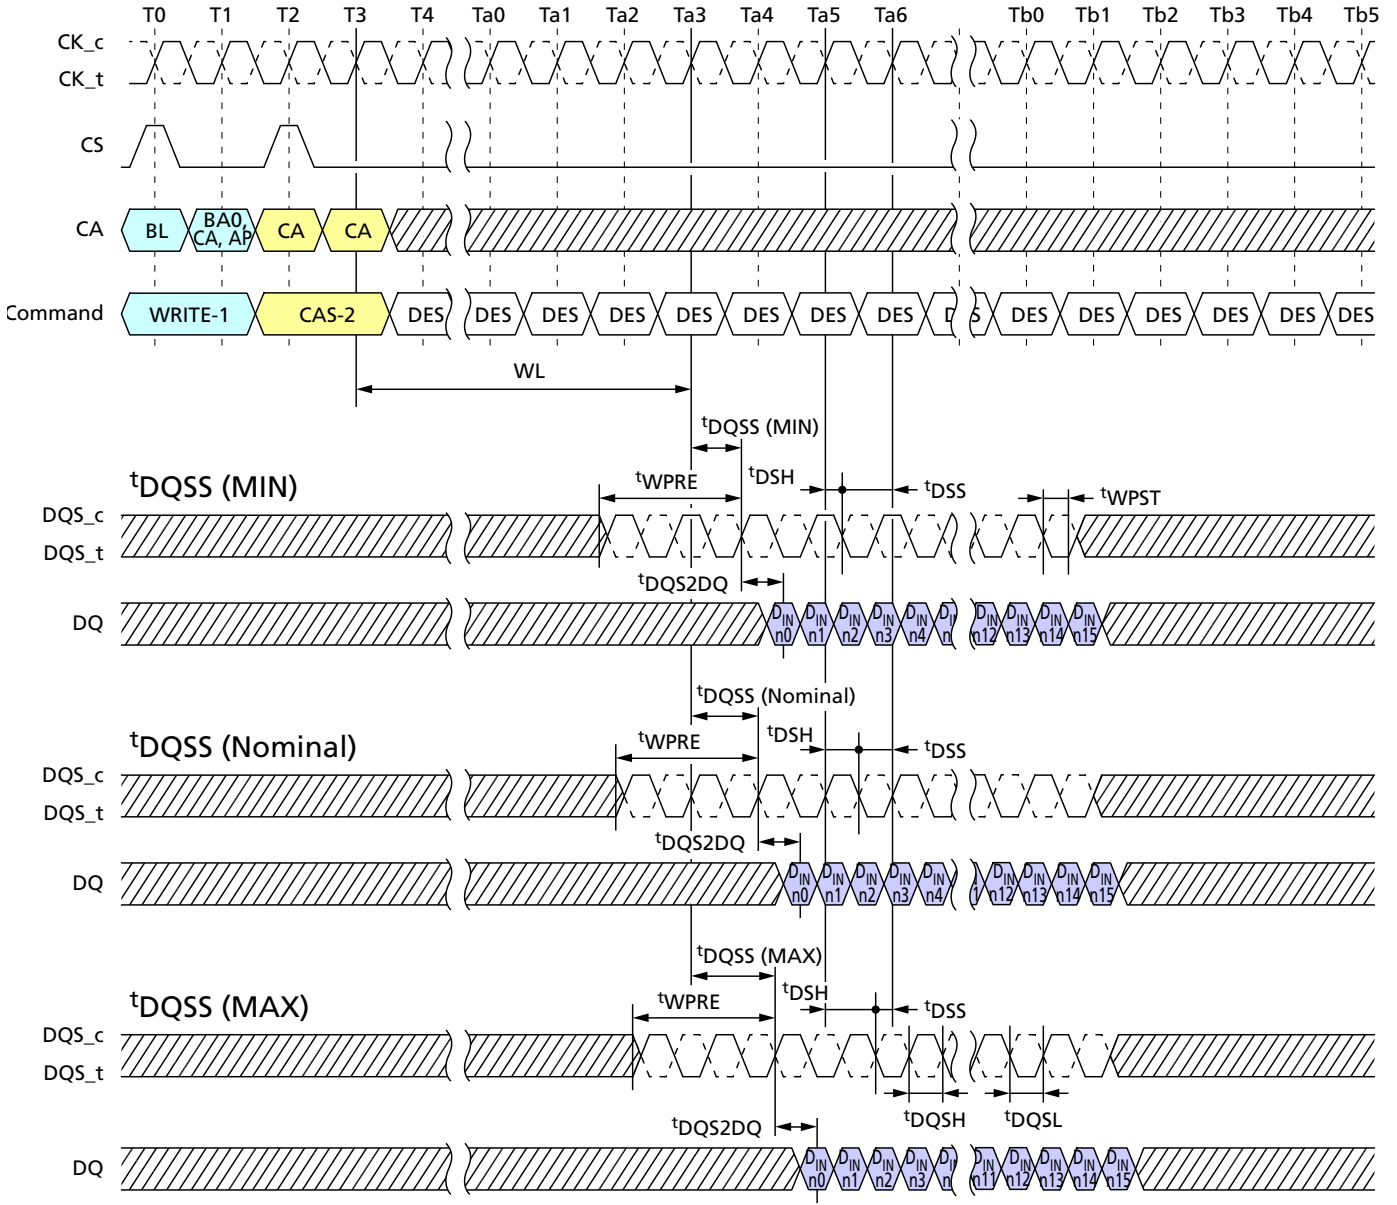 T0 T1 T2 T3 T4 Ta0 Ta1 Ta2 Ta3 Ta4 Ta5 Ta6 Tb0 Tb1 Tb2 Tb3 Tb4 Tb5
CK_c
CK_t
CS
CA BL BA0, CA, AP CA CA
Command WRITE-1 CAS-2 DES DES DES DES DES DES DES DES DES DES DES DES DES DES
WL
tDQSS (MIN)
tDQSS (MIN) tWPRE tDSH tDSS tWPST
DQS_c
DQS_t
tDQS2DQ
DQ DIN n0 DIN n1 DIN n2 DIN n3 DIN n4 DIN n12 DIN n13 DIN n14 DIN n15
tDQSS (Nominal)
tDQSS (Nominal) tWPRE tDSH tDSS
DQS_c
DQS_t
tDQS2DQ
DQ DIN n0 DIN n1 DIN n2 DIN n3 DIN n4 DIN n12 DIN n13 DIN n14 DIN n15
tDQSS (MAX)
tDQSS (MAX) tWPRE tDSH tDSS
DQS_c
DQS_t
tDQSH tDQSL
tDQS2DQ
DQ DIN n0 DIN n1 DIN n2 DIN n3 DIN n11 DIN n12 DIN n13 DIN n14 DIN n15